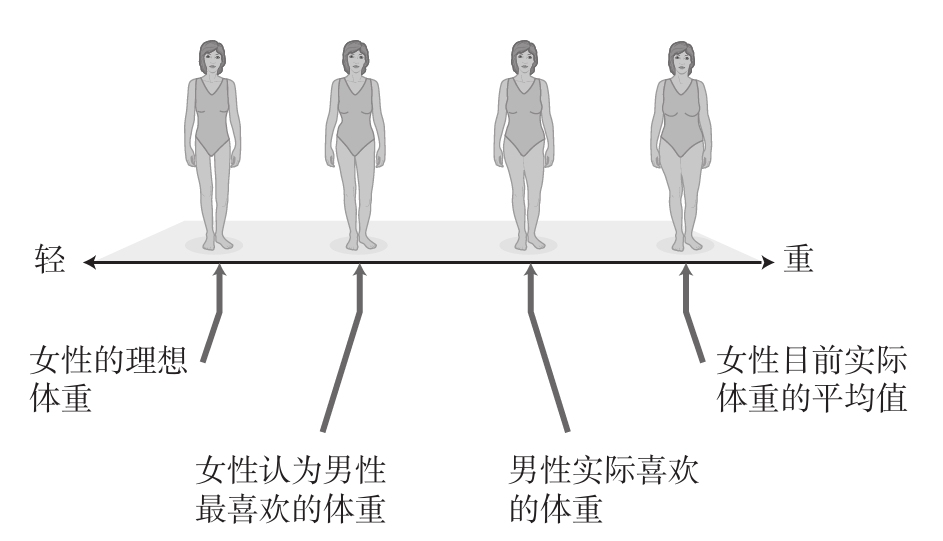 轻
重
女性的理想
体重
女性目前实际
体重的平均值
女性认为男性
最喜欢的体重
男性实际喜欢
的体重